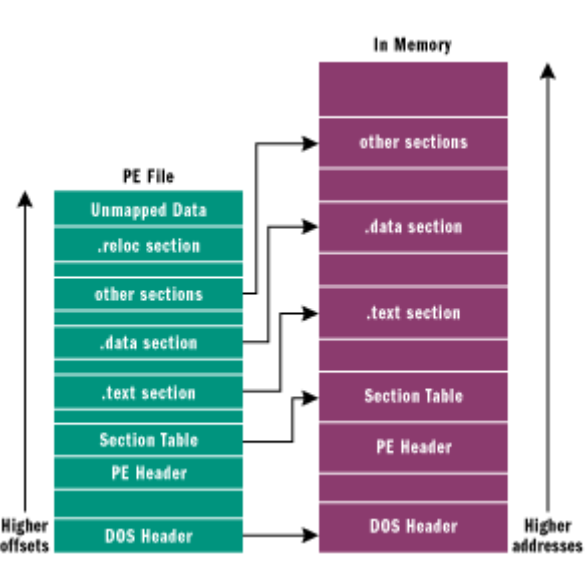 In Memory
PE File
Unmapped Data
.reloc section
other sections
.data section
.text section
Section Table
PE Header
DOS Header
Higher
offsets
other sections
.data section
.text section
Section Table
PE Header
DOS Header
Higher
addresses